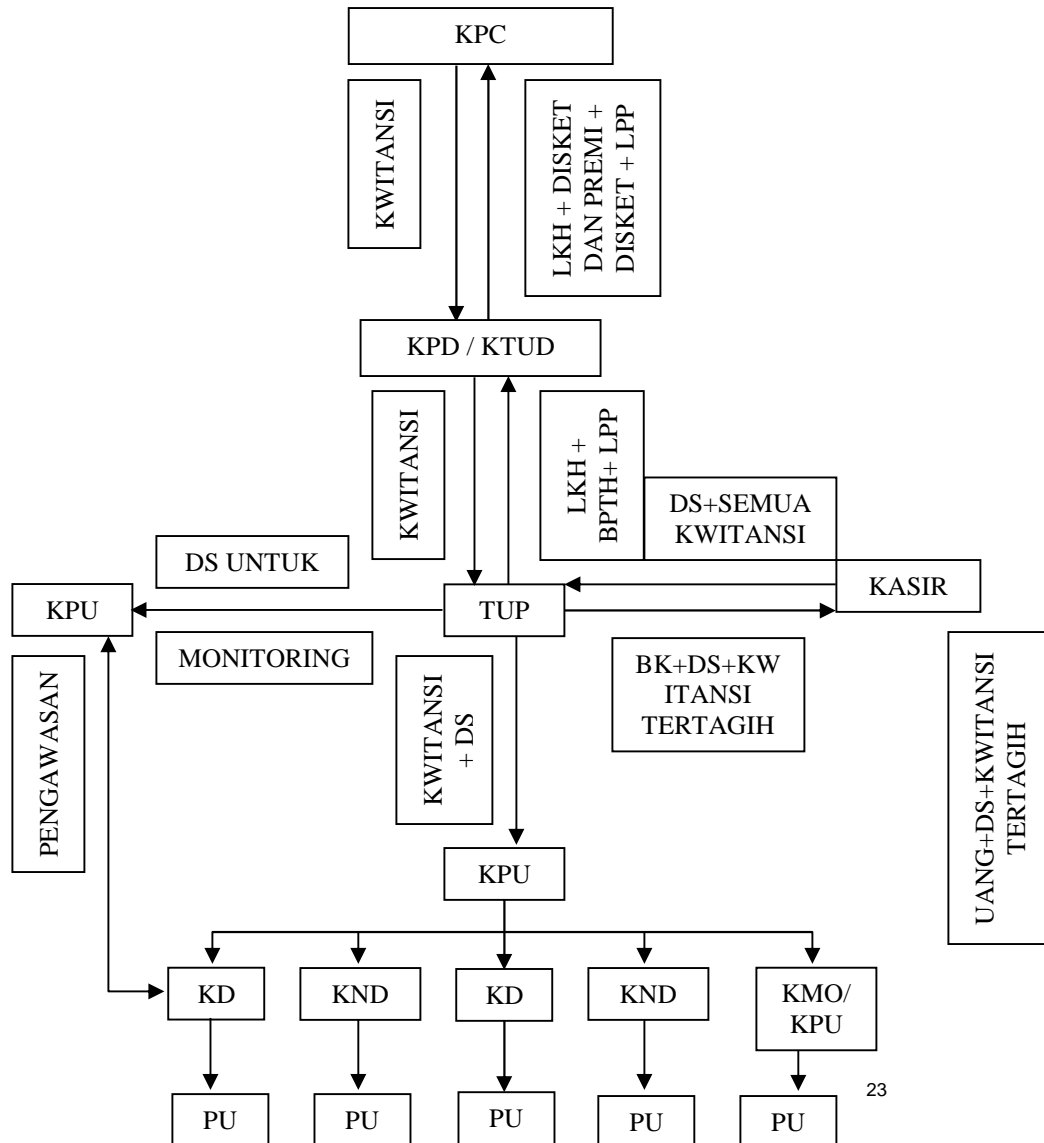 KPC
KWITANSI
LKH + DISKET
DAN PREMI +
DISKET + LPP
KPD / KTUD
KWITANSI
LKH +
BPTH+ LPP
DS+SEMUA
KWITANSI
DS UNTUK
KASIR
KPU
TUP
MONITORING
PENGAWASAN
KWITANSI
+ DS
BK+DS+KW
ITANSI
TERTAGIH
UANG+DS+KWITANSI
TERTAGIH
KPU
KD
KND
KD
KND
KMO/
KPU
23
PU
PU
PU
PU
PU